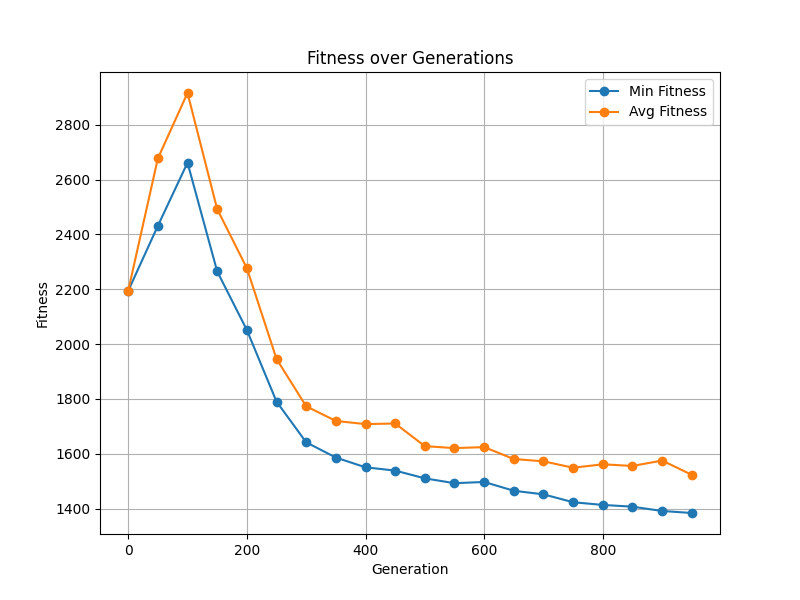 Fitness over Generations
Min Fitness
Avg Fitness
2800
2600
2400
2200
2000
1800
1600
1400
Fitness
0 200 400 600 800
Generation